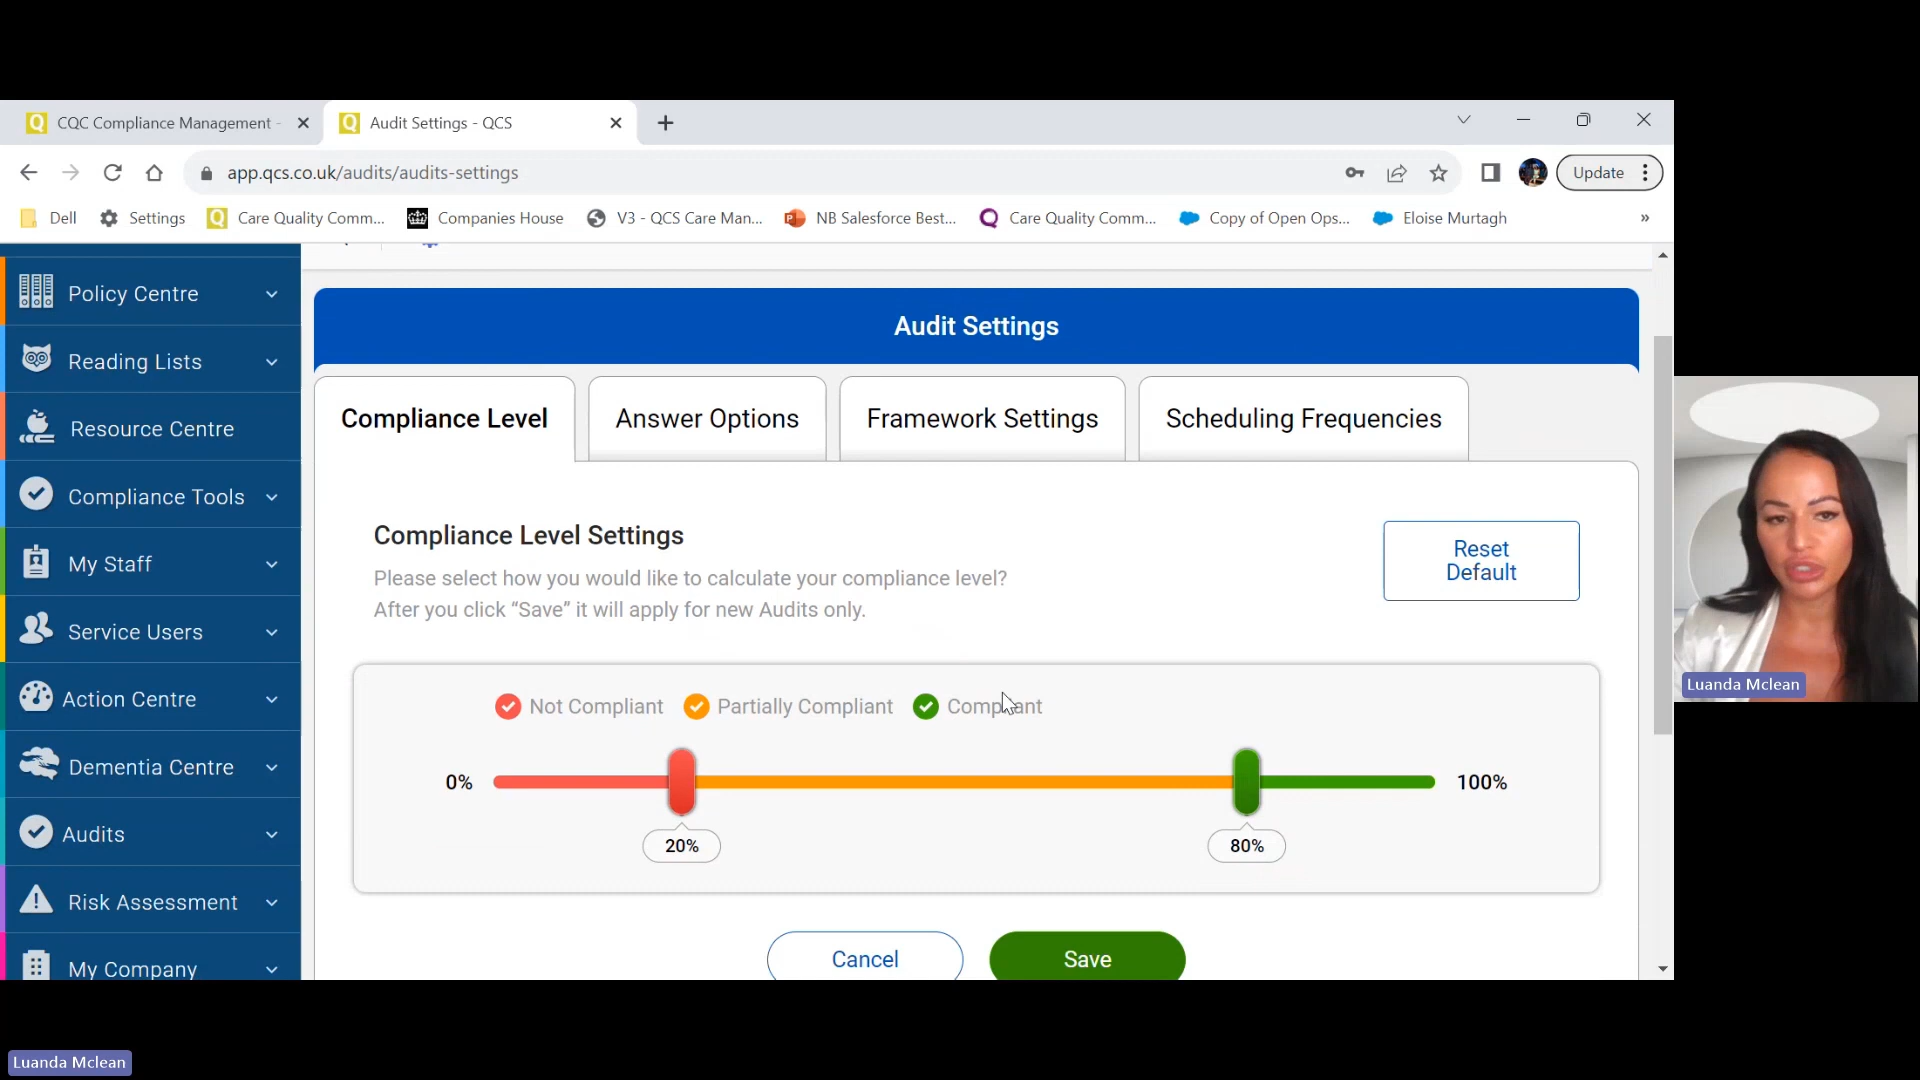 CQC Compliance Management -
Audit Settings - QCS
app.qcs.co.uk/audits/audits-settings
Update
Dell
Settings
Care Quality Comm...
Companies House
V3 - QCS Care Man...
NB Salesforce Best...
Care Quality Comm...
Copy of Open Ops...
Eloise Murtagh
»
Policy Centre
Reading Lists
Resource Centre
Compliance Tools
My Staff
Service Users
Action Centre
Dementia Centre
Audits
Risk Assessment
My Company
Audit Settings
Compliance Level
Answer Options
Framework Settings
Scheduling Frequencies
Compliance Level Settings
Please select how you would like to calculate your compliance level?
After you click “Save” it will apply for new Audits only.
Reset
Default
Not Compliant
Partially Compliant
Compliant
0%
100%
20%
80%
Cancel
Save
Luanda Mclean
Luanda Mclean